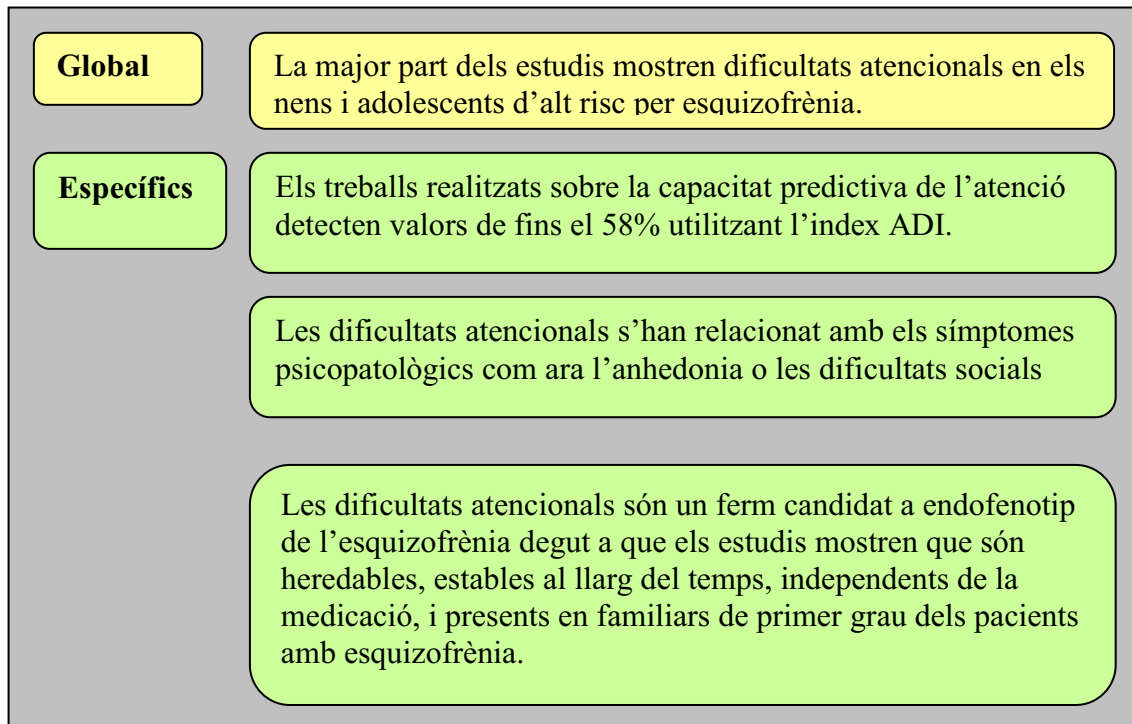 Global
La major part dels estudis mostren dificultats atencionals en els
nens i adolescents d’alt risc per esquizofrènia.
Específics
Els treballs realitzats sobre la capacitat predictiva de l’atenció
detecten valors de fins el 58% utilitzant l’index ADI.
Les dificultats atencionals s’han relacionat amb els símptomes
psicopatològics com ara l’anhedonia o les dificultats socials
Les dificultats atencionals són un ferm candidat a endofenotip
de l’esquizofrènia degut a que els estudis mostren que són
heredables, estables al llarg del temps, independents de la
medicació, i presents en familiars de primer grau dels pacients
amb esquizofrènia.